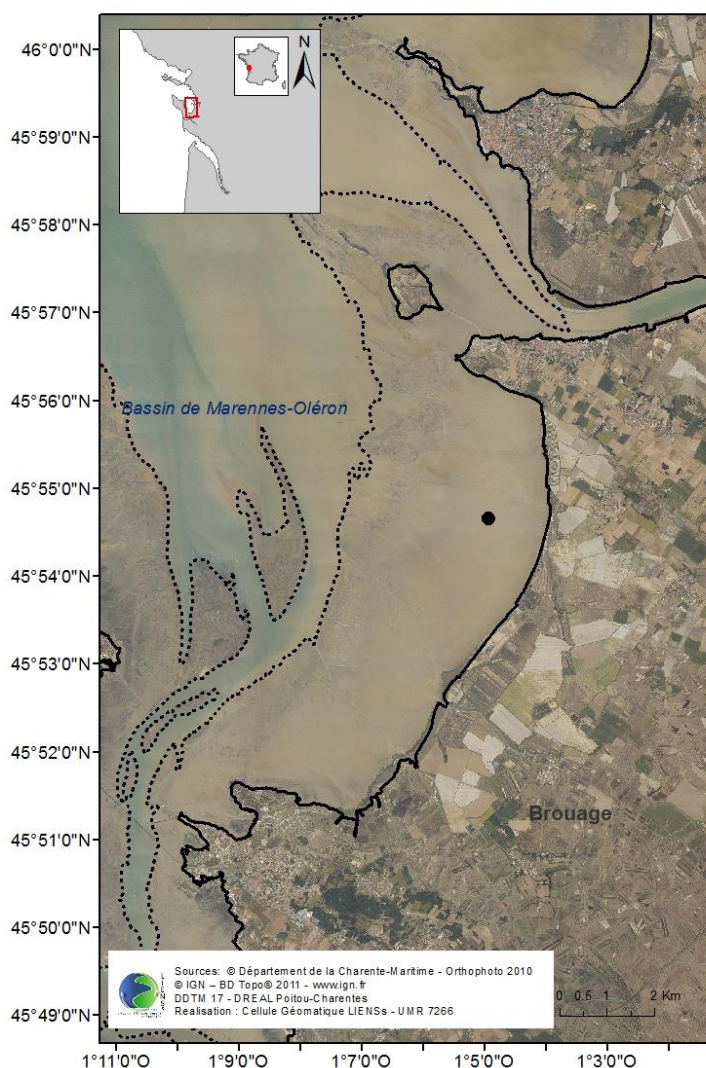 46°0'0"N
45°59'0"N
45°58'0"N
45°57'0"N
45°56'0"N
45°55'0"N
45°54'0"N
45°53'0"N
45°52'0"N
45°51'0"N
45°50'0"N
45°49'0"N
N
Bassin de Marennes-Oléron
Brouage
LIENSs
Sources: © Département de la Charente-Maritime - Orthophoto 2010
© IGN – BD Topo® 2011 - www.ign.fr
DDTM 17 - DREAL Poitou-Charentes
Realisation : Cellule Géomatique LIENSs - UMR 7266
0 0.5 1 2 Km
1°11'0"O 1°9'0"O 1°7'0"O 1°5'0"O 1°3'0"O